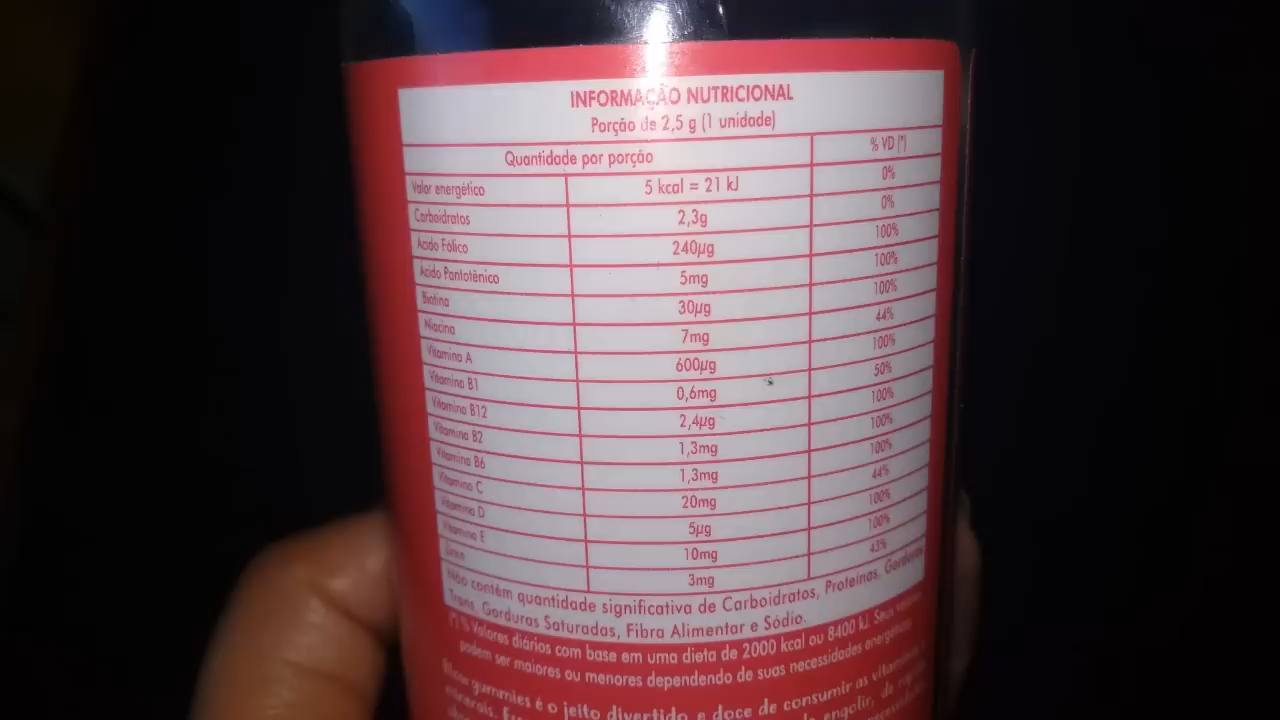 INFORMAÇÃO NUTRICIONAL
Porção de 2,5 g (1 unidade)
Quantidade por porção % VD (*)
Valor energético 5 kcal = 21 kJ 0%
Carboidratos 2,3g 0%
Ácido Fólico 240µg 100%
Ácido Pantotênico 5mg 100%
Biotina 30µg 100%
Niacina 7mg 44%
Vitamina A 600µg 100%
Vitamina B1 0,6mg 50%
Vitamina B12 2,4µg 100%
Vitamina B2 1,3mg 100%
Vitamina B6 1,3mg 100%
Vitamina C 20mg 44%
Vitamina D 5µg 100%
Vitamina E 10mg 100%
Zinco 3mg 43%
Não contém quantidade significativa de Carboidratos, Proteínas, Gorduras
Trans, Gorduras Saturadas, Fibra Alimentar e Sódio.
(*) % Valores diários com base em uma dieta de 2000 kcal ou 8400 kJ. Seus valores
podem ser maiores ou menores dependendo de suas necessidades energéticas
gummies é o jeito divertido e doce de consumir as vitaminas
minerais. engolir, de